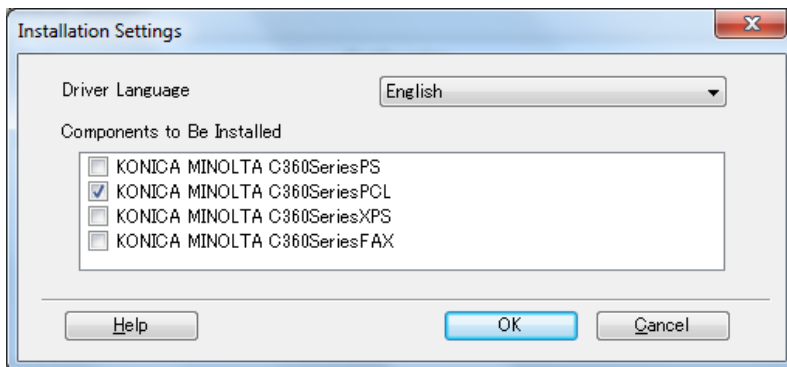 Installation Settings
Driver Language English
Components to Be Installed
KONICA MINOLTA C360SeriesPS
KONICA MINOLTA C360SeriesPCL
KONICA MINOLTA C360SeriesXPS
KONICA MINOLTA C360SeriesFAX
Help OK Cancel